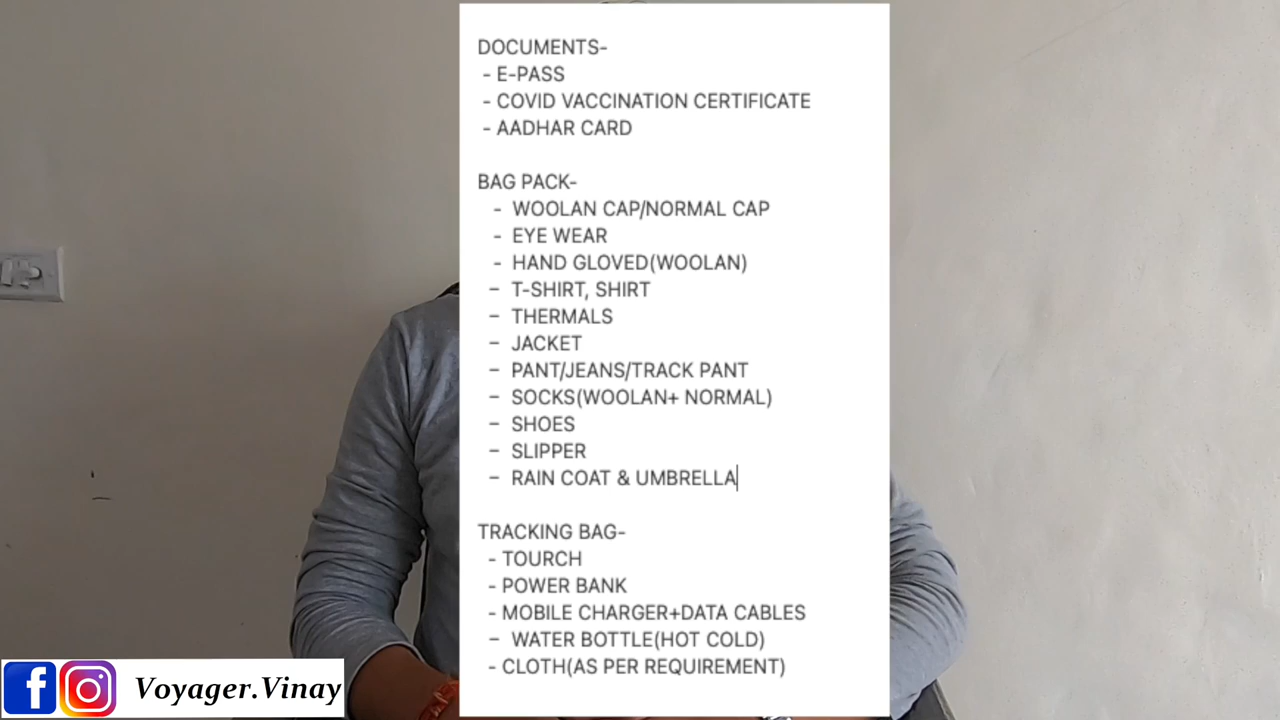 DOCUMENTS-
- E-PASS
- COVID VACCINATION CERTIFICATE
- AADHAR CARD
BAG PACK-
- WOOLAN CAP/NORMAL CAP
- EYE WEAR
- HAND GLOVED(WOOLAN)
- T-SHIRT, SHIRT
- THERMALS
- JACKET
- PANT/JEANS/TRACK PANT
- SOCKS(WOOLAN+ NORMAL)
- SHOES
- SLIPPER
- RAIN COAT & UMBRELLA
TRACKING BAG-
- TOURCH
- POWER BANK
- MOBILE CHARGER+DATA CABLES
- WATER BOTTLE(HOT COLD)
- CLOTH(AS PER REQUIREMENT)
Voyager.Vinay